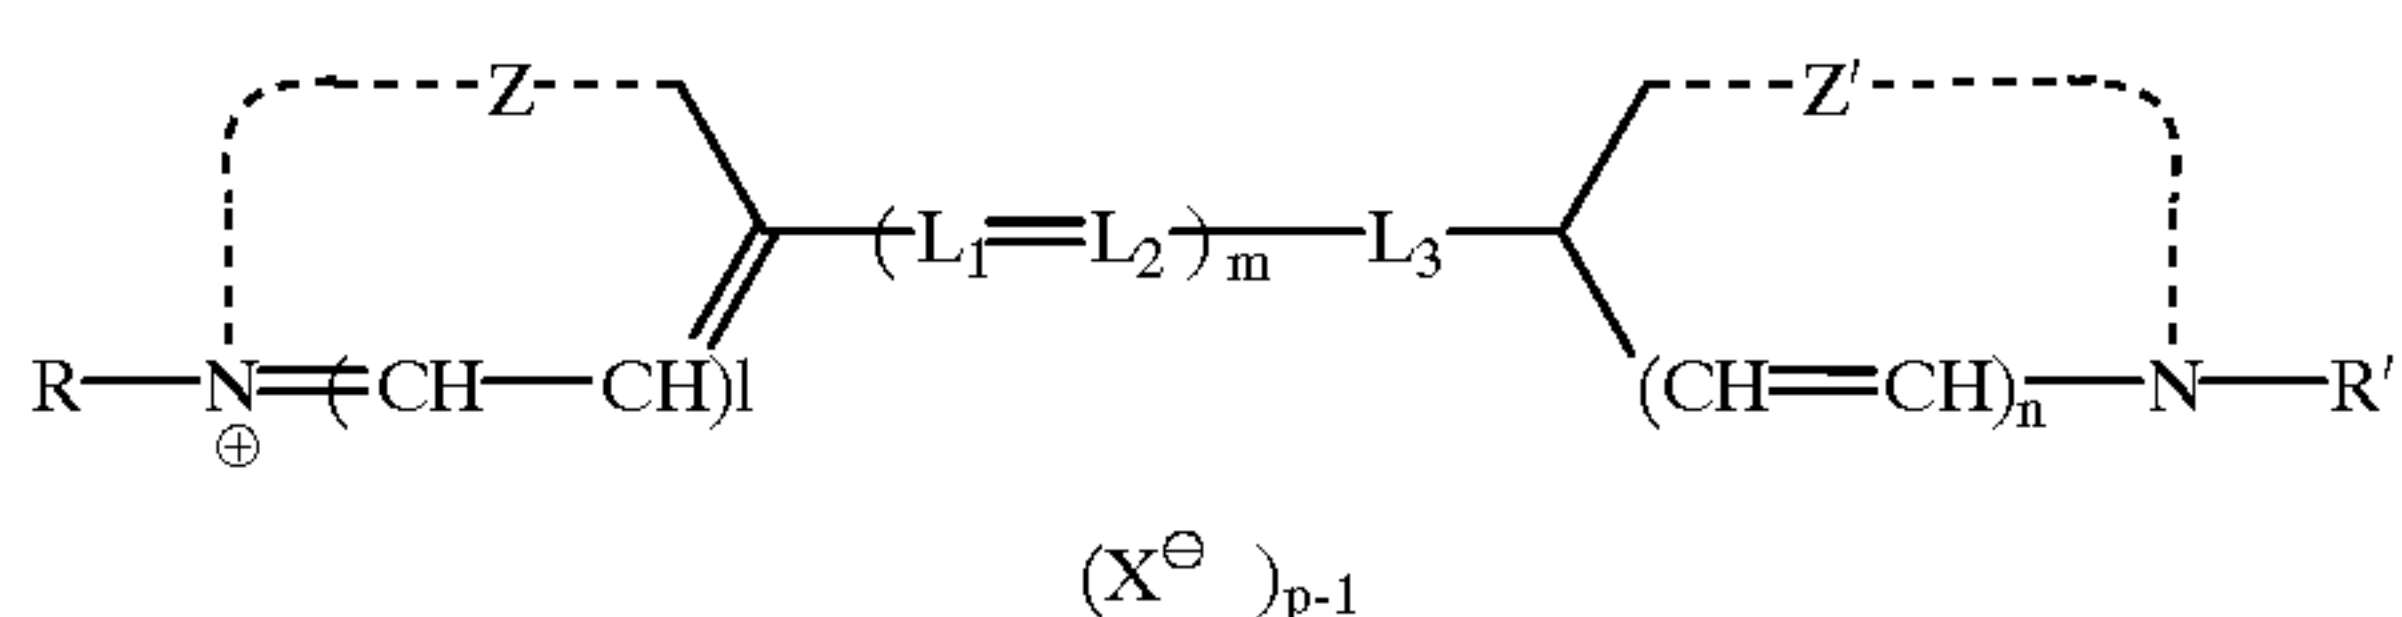 Z Z'
(L1=L2)m L3
R N=(CH CH)l (CH=CH)n N R'
⊕
(X⊖ )p-1